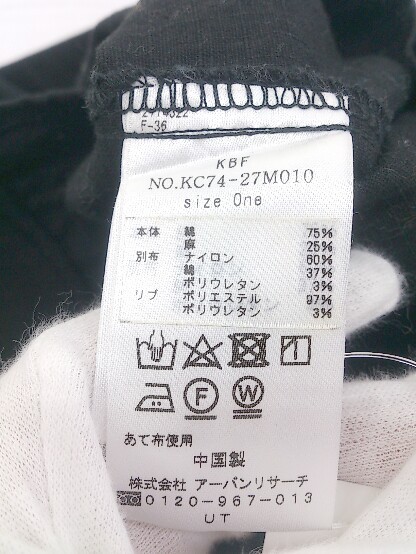 F-36
KBF
NO.KC74-27M010
size One
本体 綿 75%
麻 25%
別布 ナイロン 60%
綿 37%
ポリウレタン 3%
リブ ポリエステル 97%
ポリウレタン 3%
F W
あて布使用
中国製
株式会社 アーバンリサーチ
0120-967-013
UT